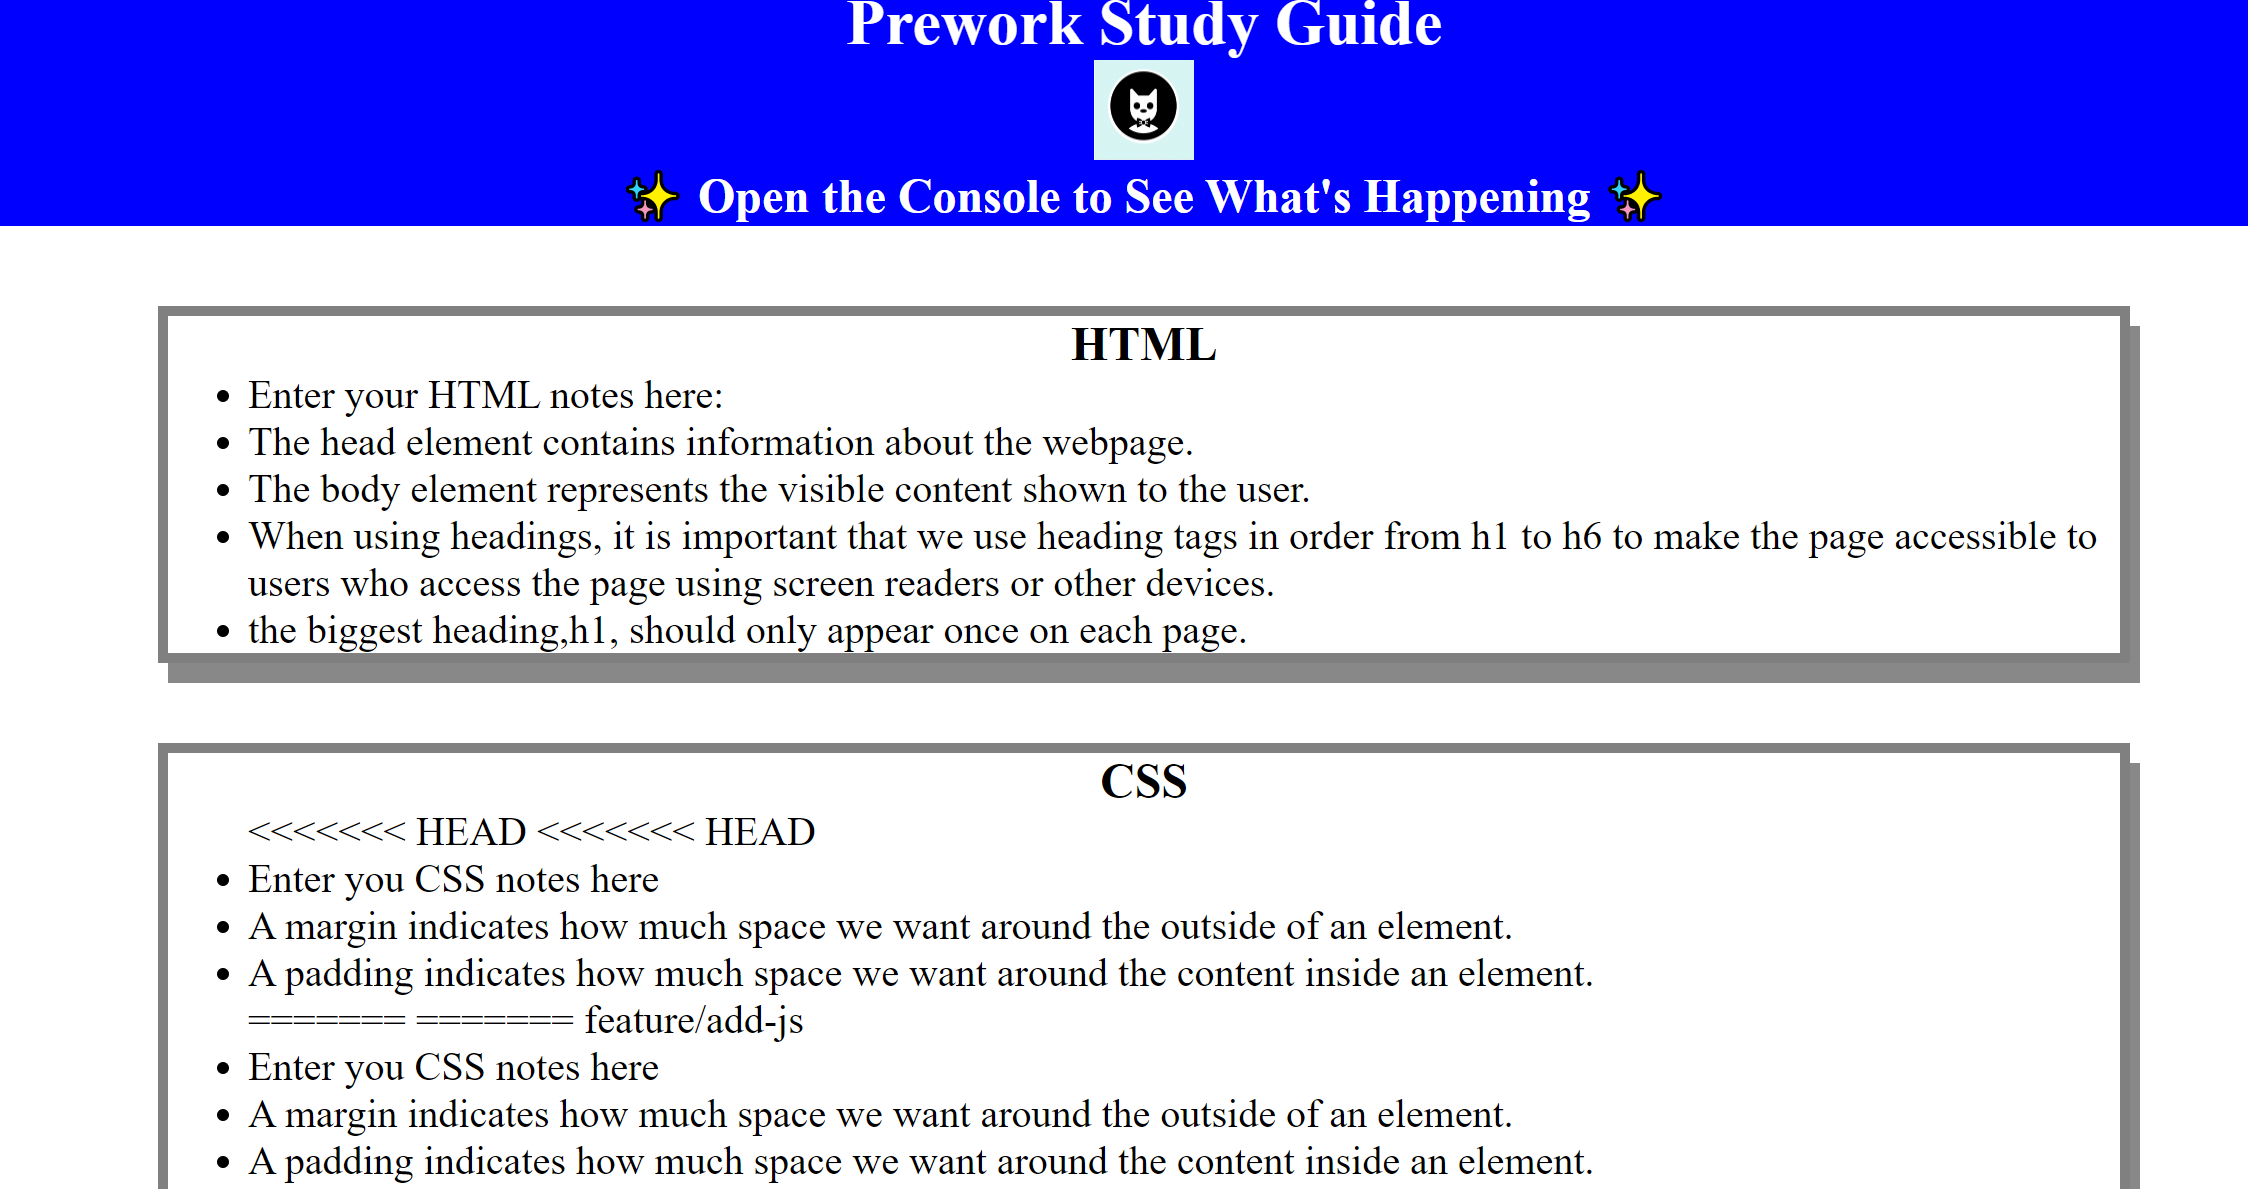 Prework Study Guide
✨ Open the Console to See What's Happening ✨
HTML
• Enter your HTML notes here:
• The head element contains information about the webpage.
• The body element represents the visible content shown to the user.
• When using headings, it is important that we use heading tags in order from h1 to h6 to make the page accessible to
users who access the page using screen readers or other devices.
• the biggest heading,h1, should only appear once on each page.
CSS
<<<<<<< HEAD <<<<<<< HEAD
• Enter you CSS notes here
• A margin indicates how much space we want around the outside of an element.
• A padding indicates how much space we want around the content inside an element.
======= ======= feature/add-js
• Enter you CSS notes here
• A margin indicates how much space we want around the outside of an element.
• A padding indicates how much space we want around the content inside an element.